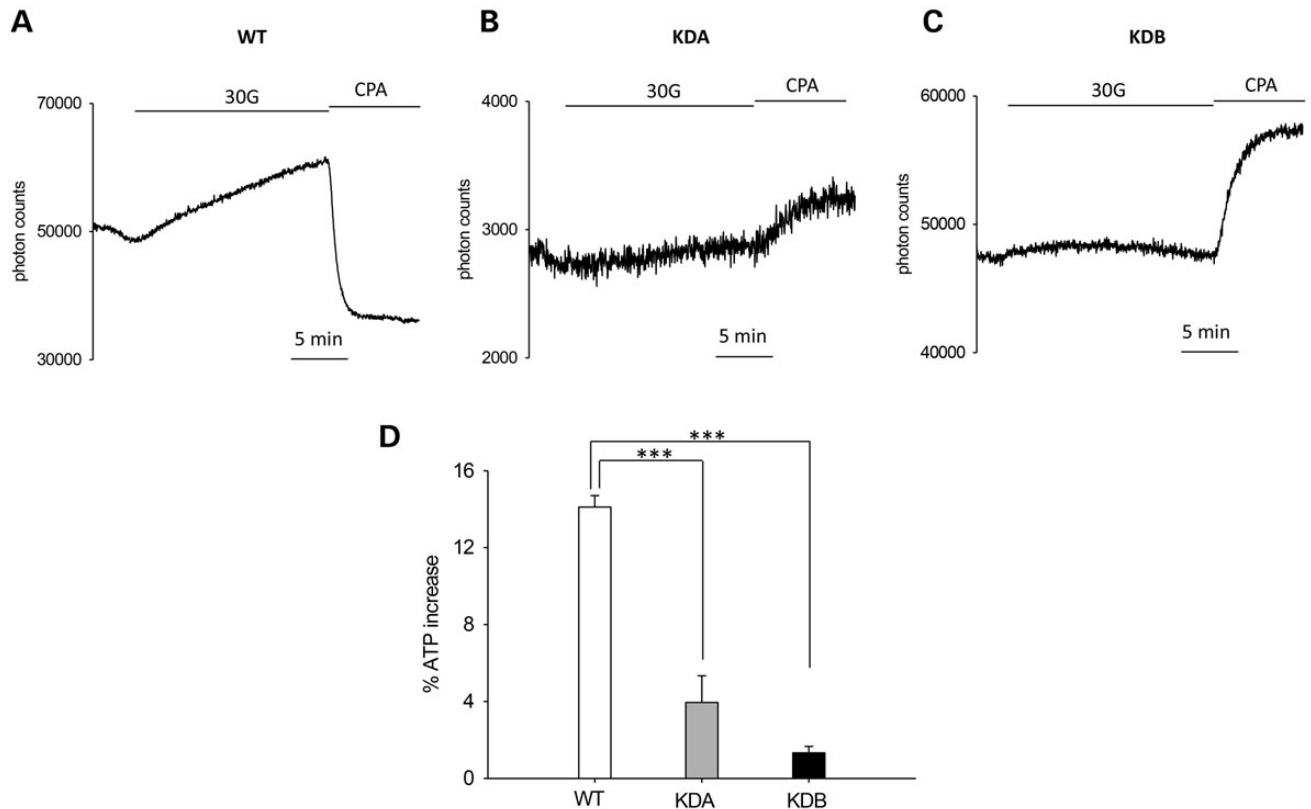 A
WT
30G
CPA
70000
50000
30000
photon counts
5 min
B
KDA
30G
CPA
4000
3000
2000
photon counts
5 min
C
KDB
30G
CPA
60000
50000
40000
photon counts
5 min
D
***
***
16
12
8
4
0
% ATP increase
WT
KDA
KDB